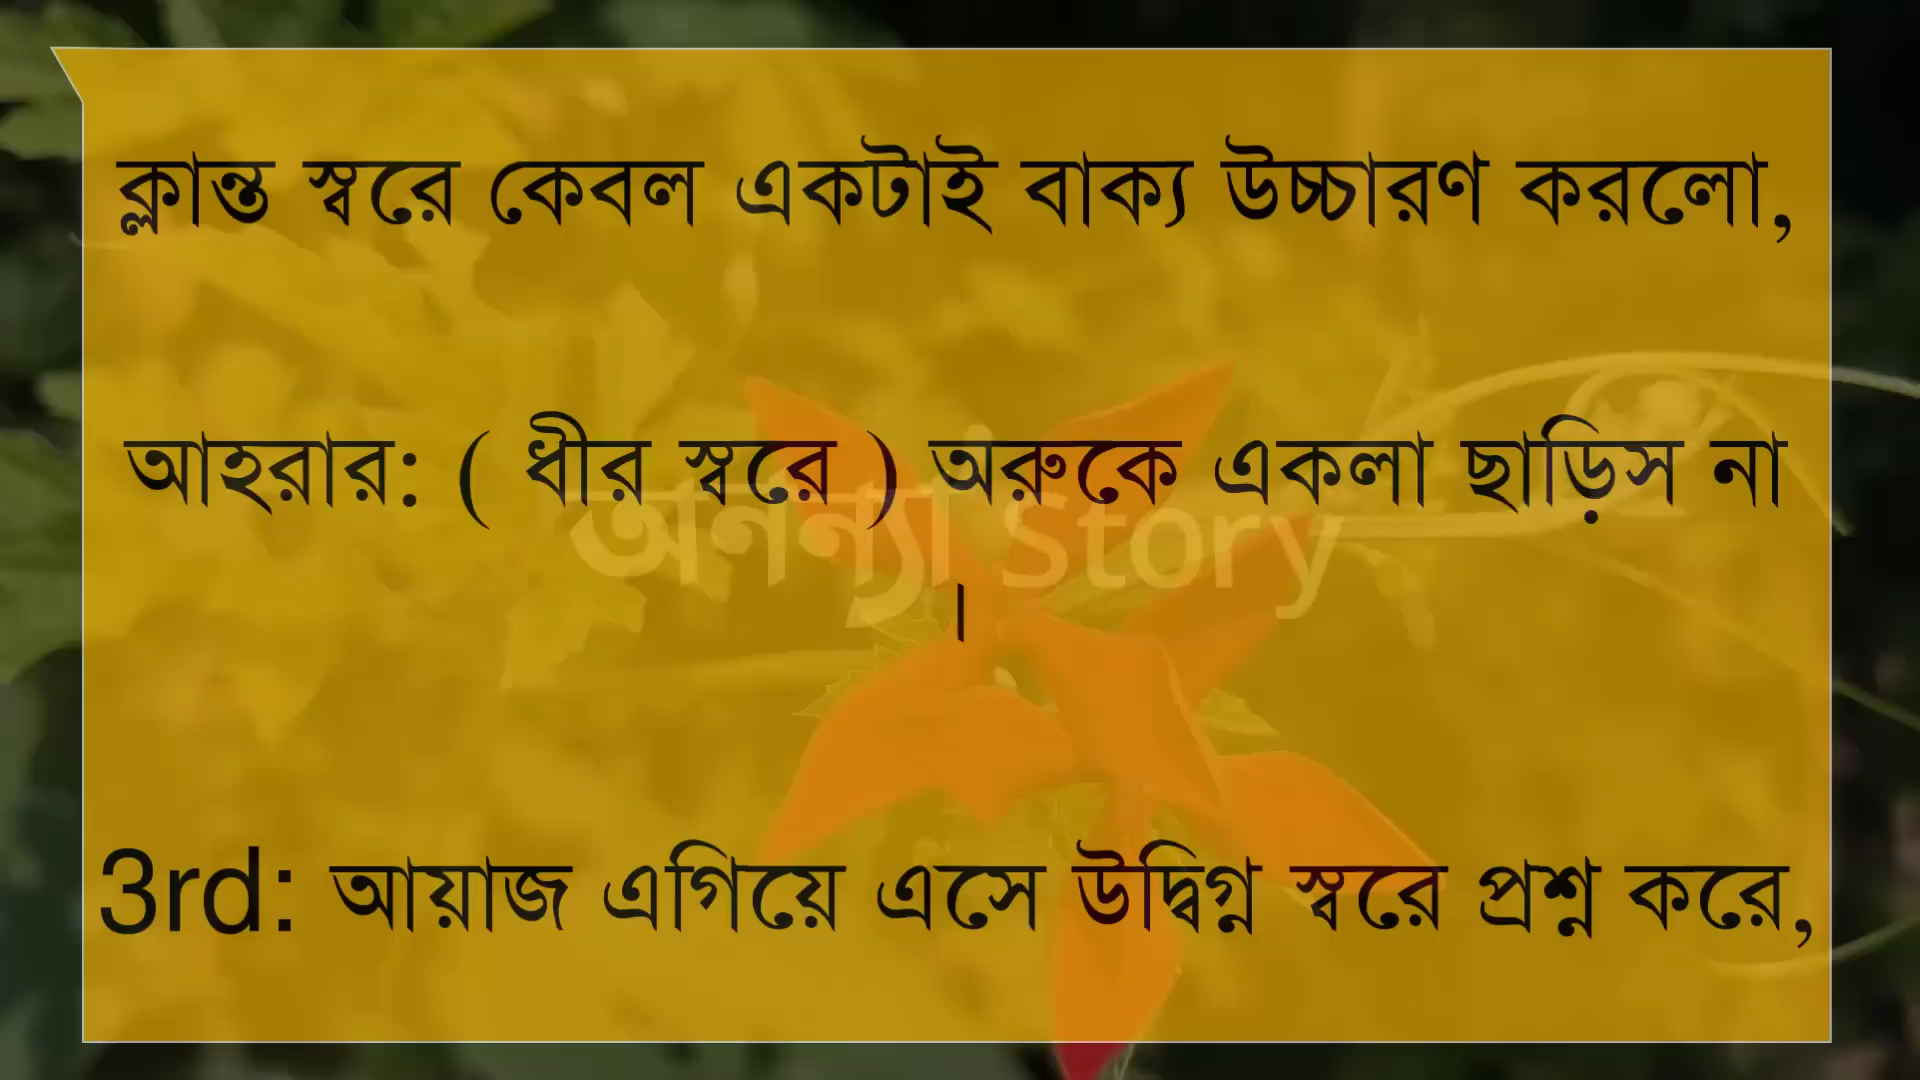 ক্লান্ত স্বরে কেবল একটাই বাক্য উচ্চারণ করলো,
আহরার: ( ধীর স্বরে ) অরুকে একলা ছাড়িস না
অনন্যা Story
।
3rd: আয়াজ এগিয়ে এসে উদ্বিগ্ন স্বরে প্রশ্ন করে,